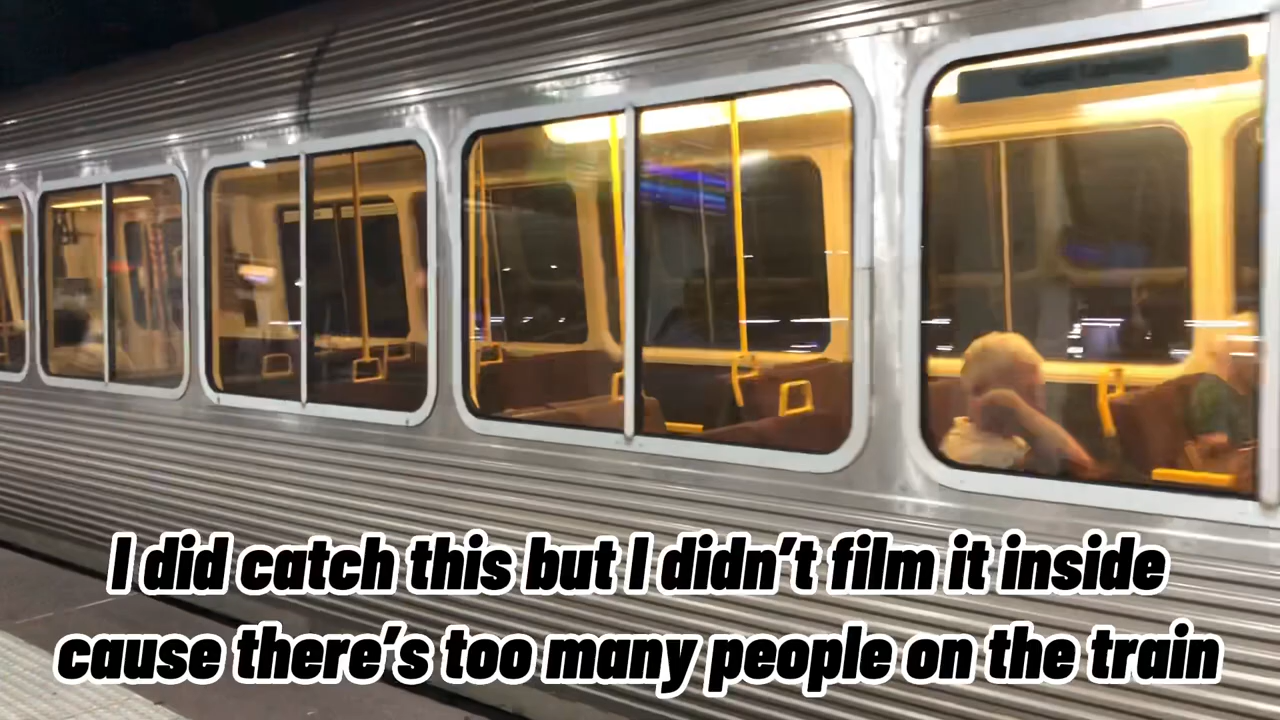 I did catch this but I didn’t film it inside
cause there’s too many people on the train